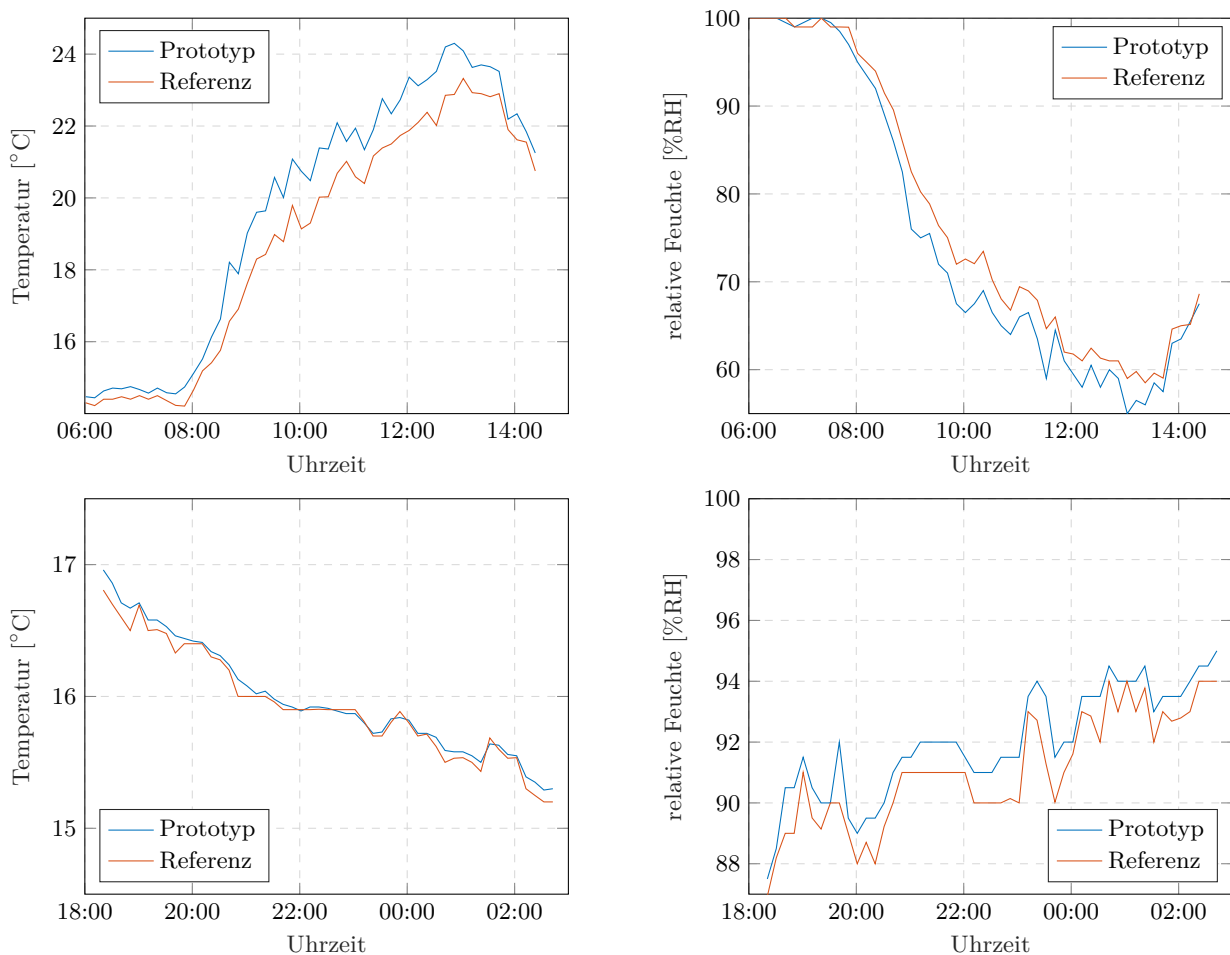 24
22
20
18
16
Temperatur [°C]
Prototyp
Referenz
06:00 08:00 10:00 12:00 14:00
Uhrzeit
100
90
80
70
60
relative Feuchte [%RH]
Prototyp
Referenz
06:00 08:00 10:00 12:00 14:00
Uhrzeit
17
16
15
Temperatur [°C]
Prototyp
Referenz
18:00 20:00 22:00 00:00 02:00
Uhrzeit
100
98
96
94
92
90
88
relative Feuchte [%RH]
Prototyp
Referenz
18:00 20:00 22:00 00:00 02:00
Uhrzeit